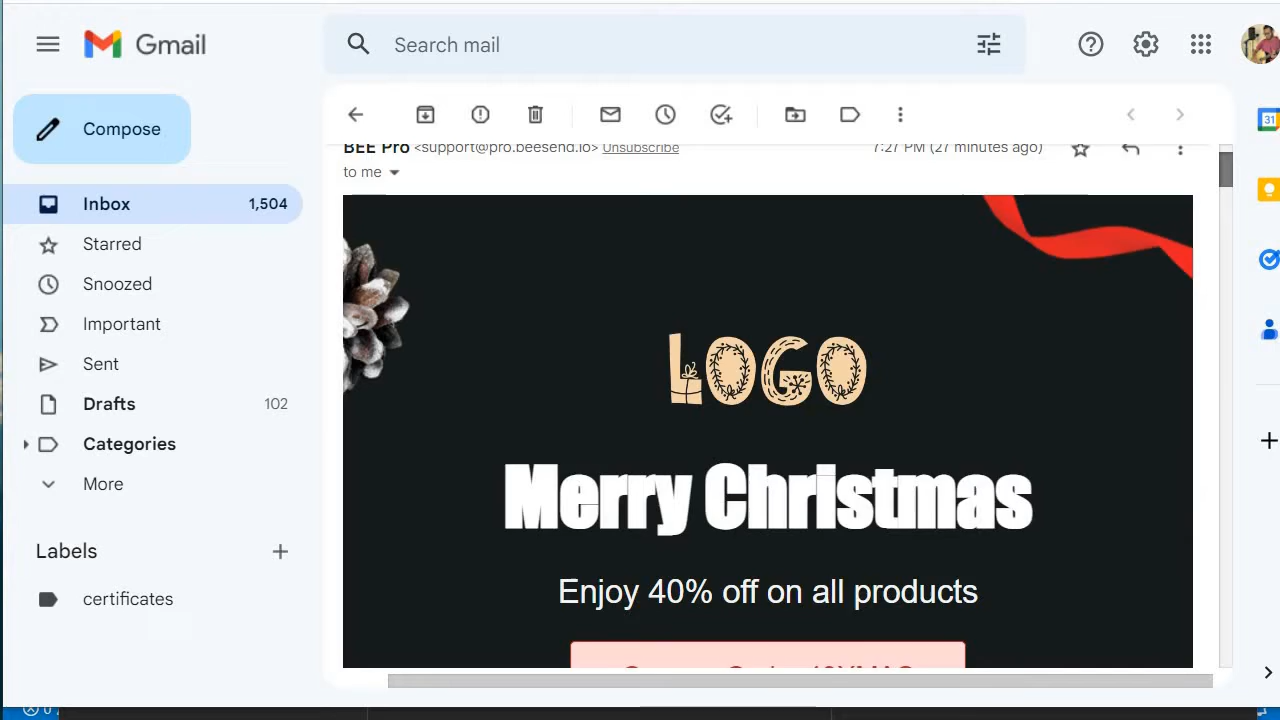 Gmail
Search mail
Compose
Inbox 1,504
Starred
Snoozed
Important
Sent
Drafts 102
Categories
More
Labels
certificates
BEE Pro <support@pro.beesend.io> Unsubscribe 7:27 PM (27 minutes ago)
to me
31
LOGO
Merry Christmas
Enjoy 40% off on all products
0